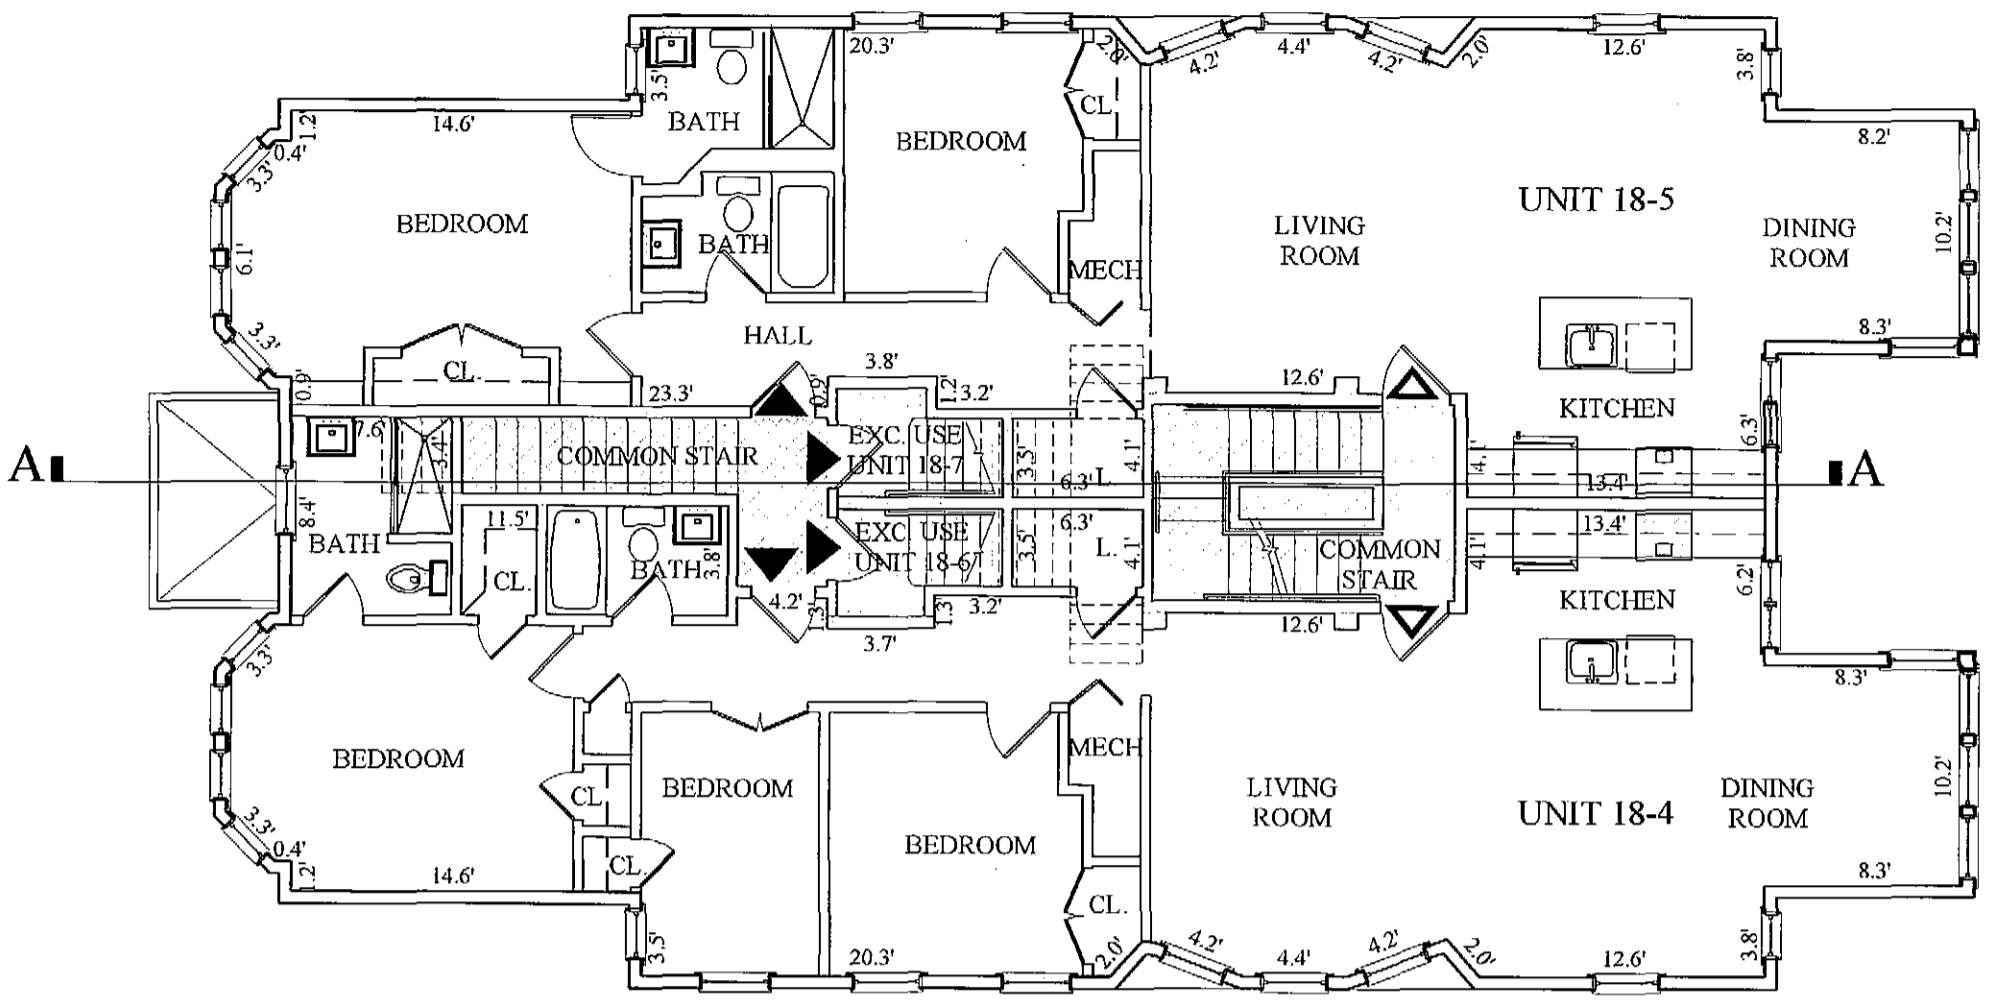 20.3'
2.0'
4.2'
4.4'
4.2'
2.0'
12.6'
3.5'
3.8'
CL
BATH
14.6'
1.2'
0.4'
3.3'
BEDROOM
8.2'
UNIT 18-5
BEDROOM
LIVING
ROOM
DINING
ROOM
10.2'
BATH
6.1'
MECH
3.3'
HALL
8.3'
CL.
3.8'
12.6'
0.9'
23.3'
0.9'
1.2'
3.2'
KITCHEN
7.6'
3.4'
COMMON STAIR
EXC. USE
UNIT 18-7
3.5'
6.3'
4.1'
L
4.1'
6.3'
13.4'
A
A
8.4'
11.5'
BATH
CL.
BATH
3.8'
EXC. USE
UNIT 18-6
3.5'
6.3'
4.1'
L.
COMMON
STAIR
4.1'
13.4'
6.2'
KITCHEN
4.2'
1.3'
3.7'
1.3'
3.2'
12.6'
3.3'
8.3'
BEDROOM
BEDROOM
MECH
CL
LIVING
ROOM
UNIT 18-4
DINING
ROOM
10.2'
BEDROOM
3.3'
0.4'
1.2'
14.6'
CL.
CL.
8.3'
3.5'
20.3'
2.0'
4.2'
4.4'
4.2'
2.0'
12.6'
3.8'